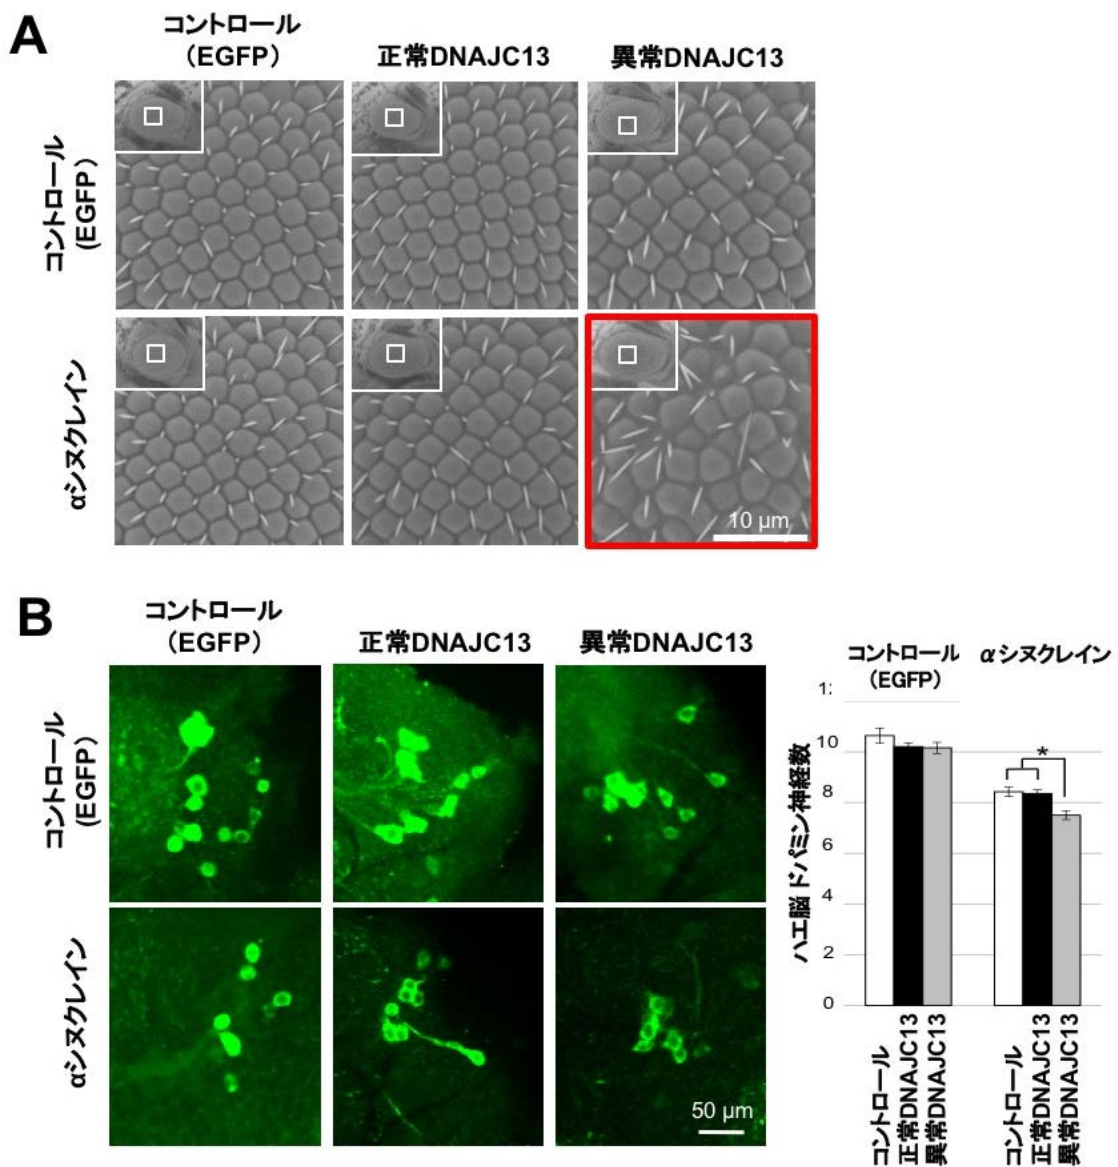 A
コントロール
（EGFP）
正常DNAJC13
異常DNAJC13
コントロール
（EGFP）
αシヌクレイン
10 μm
B
コントロール
（EGFP）
正常DNAJC13
異常DNAJC13
コントロール
（EGFP）
αシヌクレイン
50 μm
コントロール
（EGFP）
αシヌクレイン
ハエ脳 ドパミン神経数
10
8
6
4
2
0
*
コントロール
正常DNAJC13
異常DNAJC13
コントロール
正常DNAJC13
異常DNAJC13